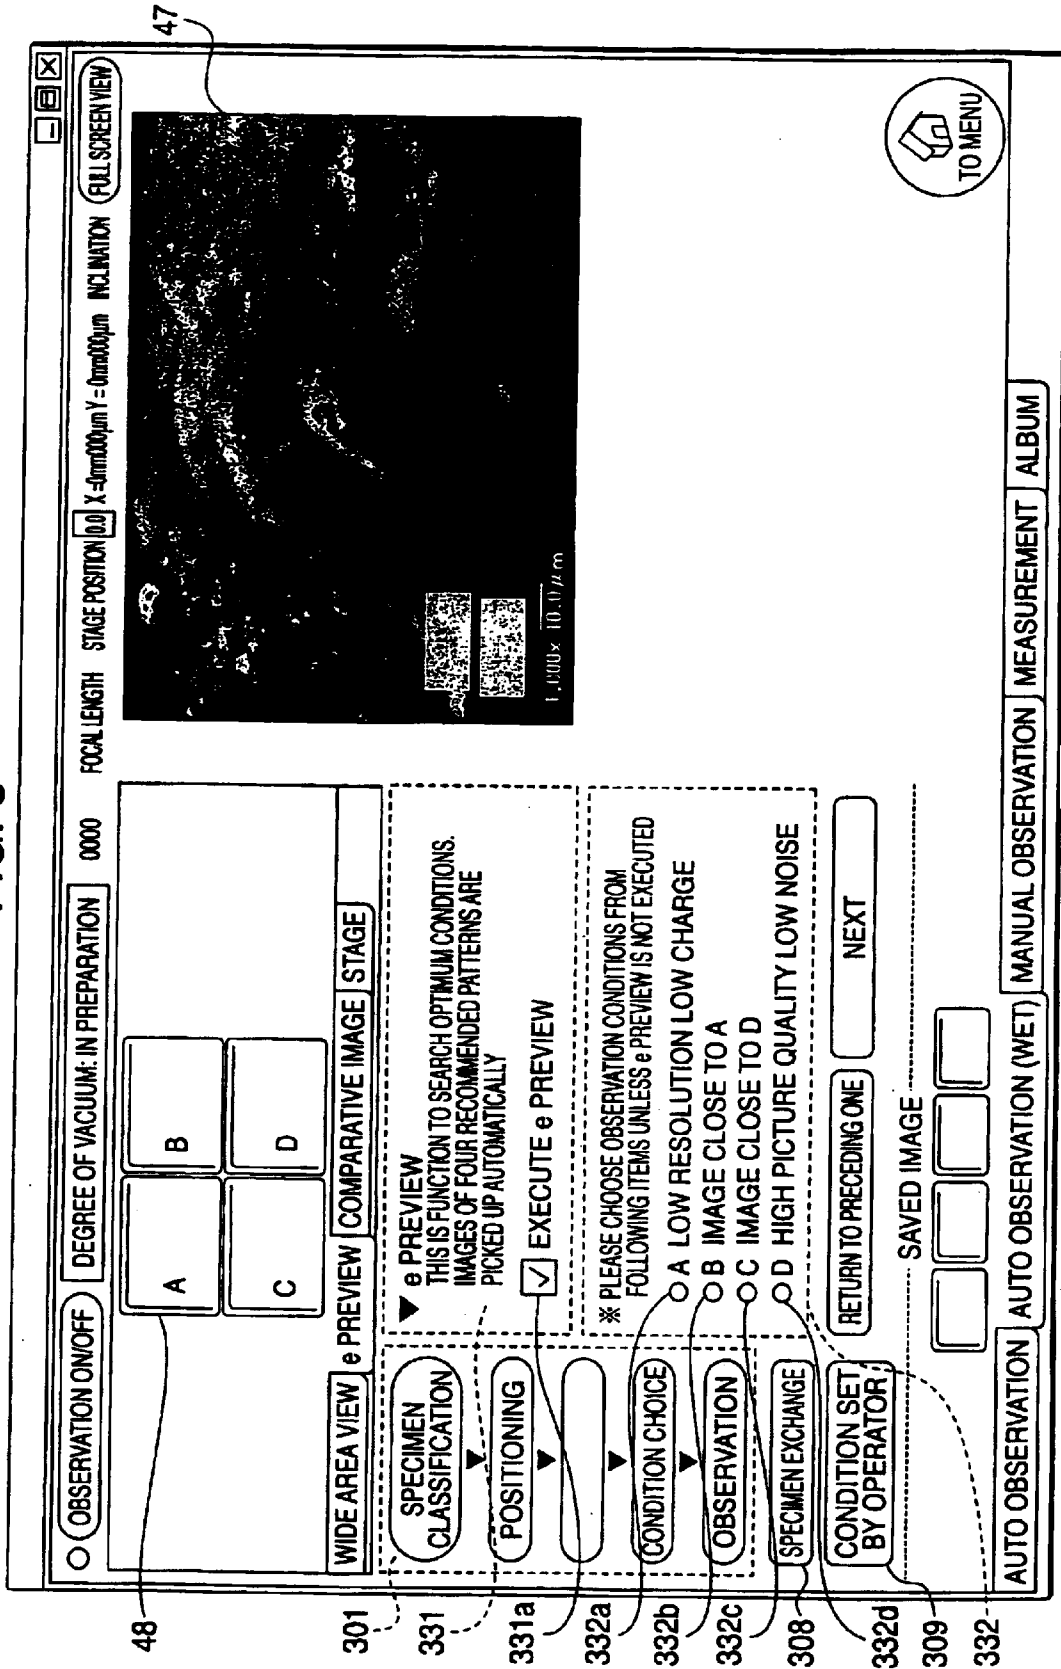 47
OBSERVATION ON/OFF
DEGREE OF VACUUM: IN PREPARATION
0000
FOCAL LENGTH
STAGE POSITION 0.0 X=0mm000μm Y=0mm000μm
INCLINATION
FULL SCREEN VIEW
48
A
B
C
D
WIDE AREA VIEW
e PREVIEW
COMPARATIVE IMAGE
STAGE
1,000x 10.0μm
301
331
331a
332a
332b
332c
308
332d
309
332
SPECIMEN
CLASSIFICATION
POSITIONING
CONDITION CHOICE
OBSERVATION
SPECIMEN EXCHANGE
CONDITION SET
BY OPERATOR
▼ e PREVIEW
THIS IS FUNCTION TO SEARCH OPTIMUM CONDITIONS.
IMAGES OF FOUR RECOMMENDED PATTERNS ARE
PICKED UP AUTOMATICALLY
EXECUTE e PREVIEW
※ PLEASE CHOOSE OBSERVATION CONDITIONS FROM
FOLLOWING ITEMS UNLESS e PREVIEW IS NOT EXECUTED
A LOW RESOLUTION LOW CHARGE
B IMAGE CLOSE TO A
C IMAGE CLOSE TO D
D HIGH PICTURE QUALITY LOW NOISE
RETURN TO PRECEDING ONE
NEXT
SAVED IMAGE
TO MENU
AUTO OBSERVATION
AUTO OBSERVATION (WET)
MANUAL OBSERVATION
MEASUREMENT
ALBUM